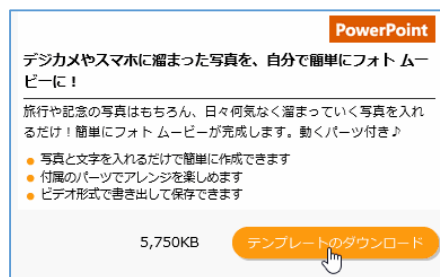 PowerPoint
デジカメやスマホに溜まった写真を、自分で簡単にフォト ムー
ビーに！
旅行や記念の写真はもちろん、日々何気なく溜まっていく写真を入れ
るだけ！簡単にフォト ムービーが完成します。動くパーツ付き♪
写真と文字を入れるだけで簡単に作成できます
付属のパーツでアレンジを楽しめます
ビデオ形式で書き出して保存できます
5,750KB
テンプレートのダウンロード